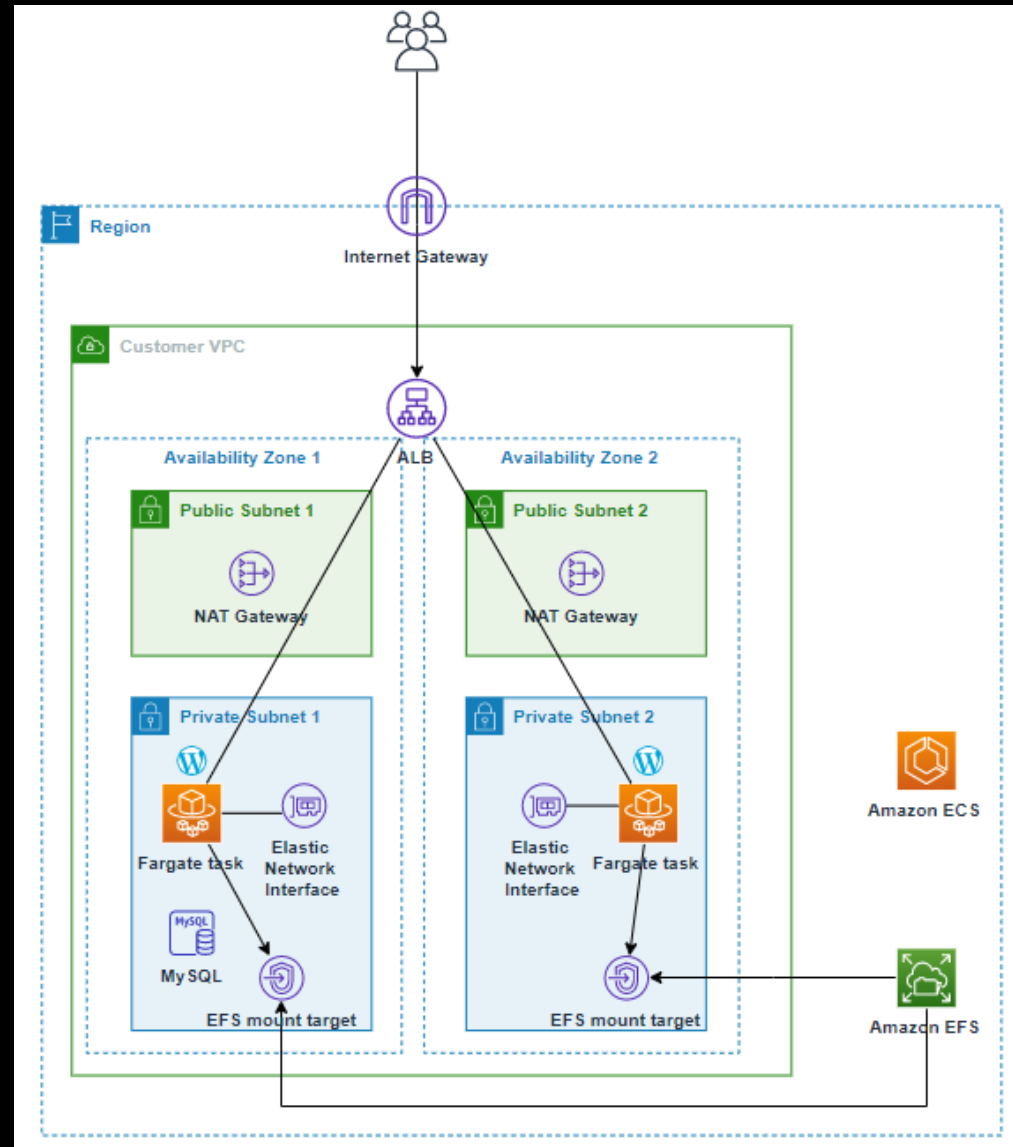 Region
Internet Gateway
Customer VPC
Availability Zone 1
ALB
Availability Zone 2
Public Subnet 1
Public Subnet 2
NAT Gateway
NAT Gateway
Private Subnet 1
Private Subnet 2
Amazon ECS
Fargate task
Elastic
Network
Interface
Elastic
Network
Interface
Fargate task
MySQL
My SQL
EFS mount target
EFS mount target
Amazon EFS